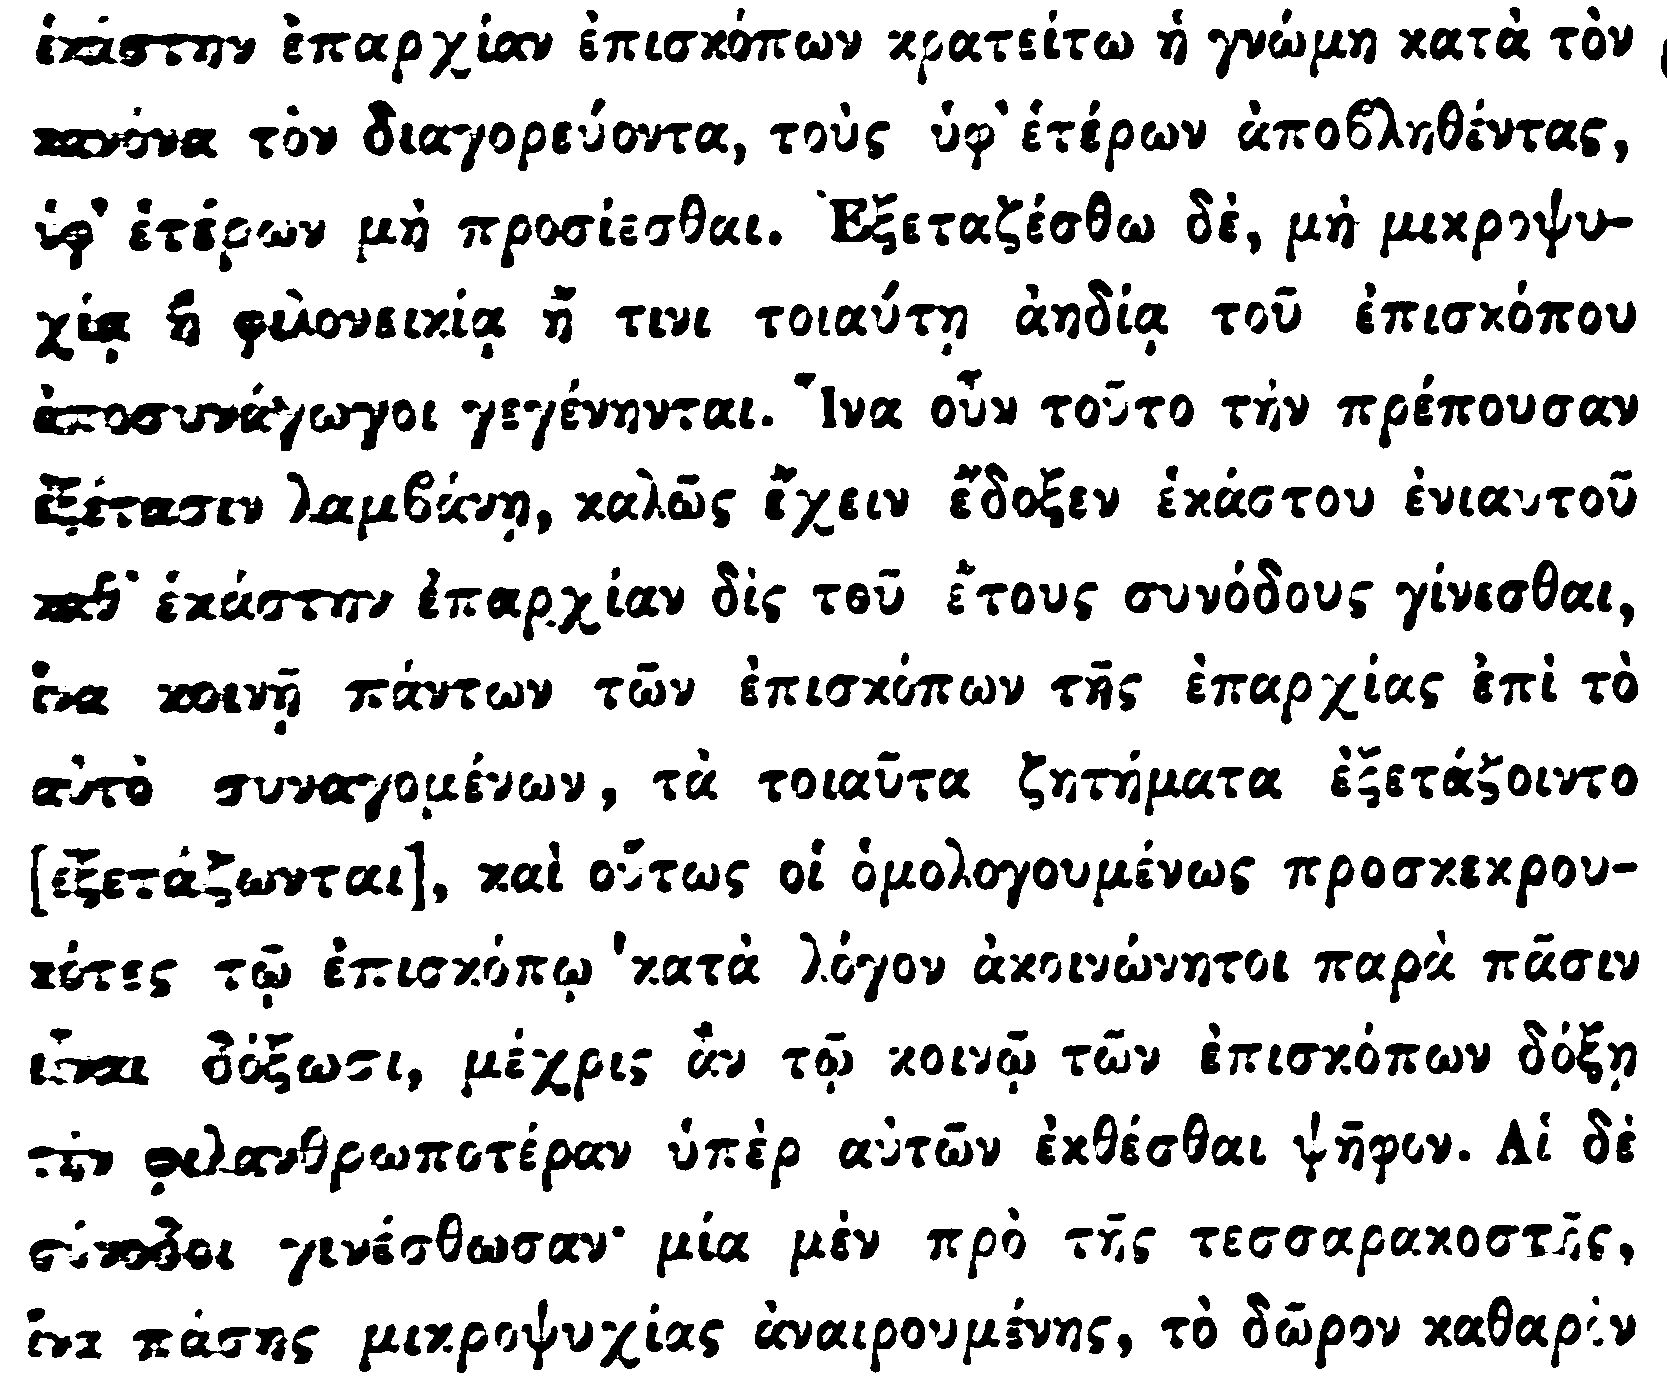 ἑκάστην ἐπαρχίαν ἐπισκόπων κρατείτω ἡ γνώμη κατὰ τὸν
κανόνα τὸν διαγορεύοντα, τοὺς ὑφ' ἑτέρων ἀποβληθέντας,
ὑφ' ἑτέρων μὴ προσίεσθαι. Ἐξεταζέσθω δὲ, μὴ μικροψυ-
χίᾳ ἢ φιλονεικίᾳ ἤ τινι τοιαύτῃ ἀηδίᾳ τοῦ ἐπισκόπου
ἀποσυνάγωγοι γεγένηνται. Ἵνα οὖν τοῦτο τὴν πρέπουσαν
ἐξέτασιν λαμβάνῃ, καλῶς ἔχειν ἔδοξεν ἑκάστου ἐνιαυτοῦ
καθ' ἑκάστην ἐπαρχίαν δὶς τοῦ ἔτους συνόδους γίνεσθαι,
ἵνα κοινῇ πάντων τῶν ἐπισκόπων τῆς ἐπαρχίας ἐπὶ τὸ
αὐτὸ συναγομένων, τὰ τοιαῦτα ζητήματα ἐξετάζοιντο
[ἐξετάζωνται], καὶ οὕτως οἱ ὁμολογουμένως προσκεκρου-
κότες τῷ ἐπισκόπῳ κατὰ λόγον ἀκοινώνητοι παρὰ πᾶσιν
εἶναι δόξωσι, μέχρις ἂν τῷ κοινῷ τῶν ἐπισκόπων δόξῃ
τὴν φιλανθρωποτέραν ὑπὲρ αὐτῶν ἐκθέσθαι ψῆφον. Αἱ δὲ
σύνοδοι γινέσθωσαν· μία μὲν πρὸ τῆς τεσσαρακοστῆς,
ἵνα πάσης μικροψυχίας ἀναιρουμένης, τὸ δῶρον καθαρὸν